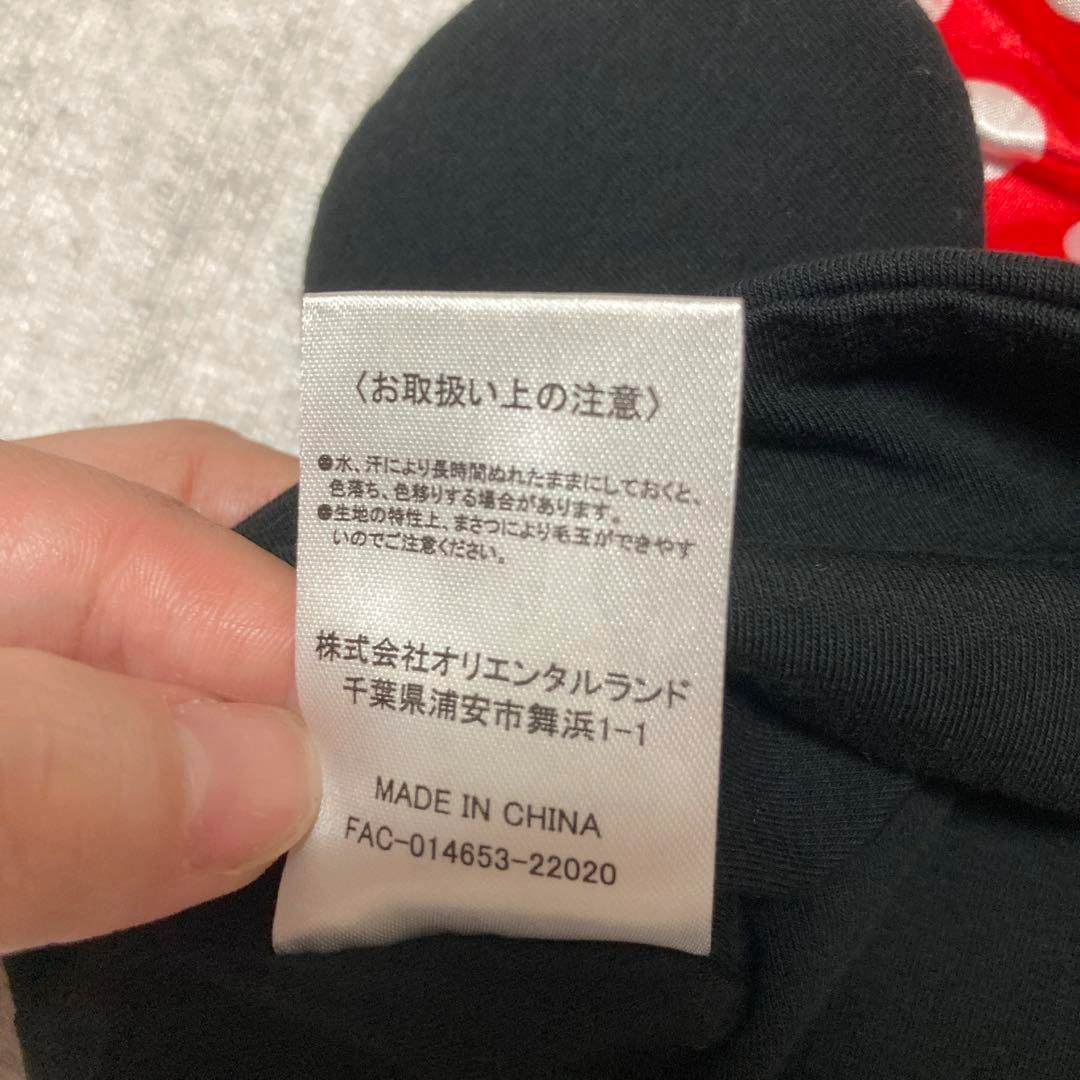 〈お取扱い上の注意〉
●水、汗により長時間ぬれたままにしておくと、
色落ち、色移りする場合があります。
●生地の特性上、まさつにより毛玉ができやす
いのでご注意ください。
株式会社オリエンタルランド
千葉県浦安市舞浜1-1
MADE IN CHINA
FAC-014653-22020